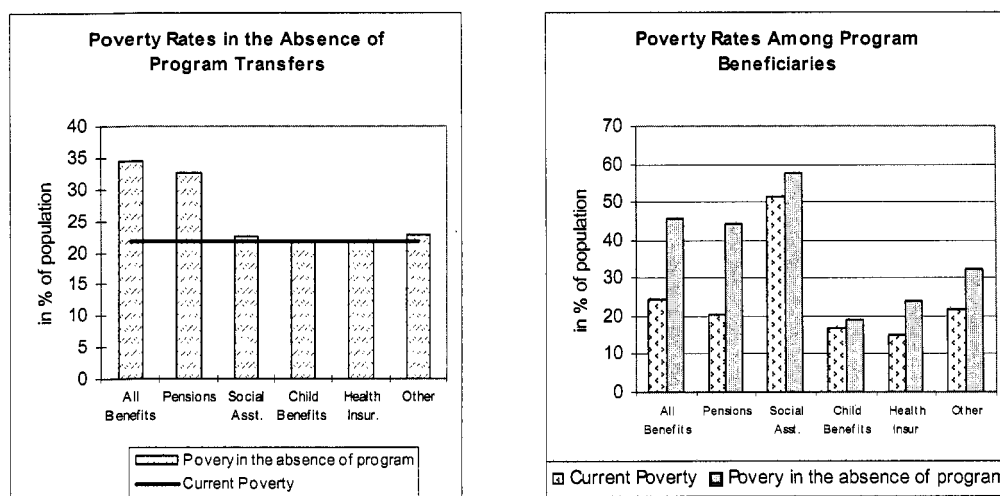 Poverty Rates in the Absence of
Program Transfers
in % of population
40
35
30
25
20
15
10
5
0
All
Benefits
Pensions
Social
Asst.
Child
Benefits
Health
Insur.
Other
Povery in the absence of program
Current Poverty
Poverty Rates Among Program
Beneficiaries
in % of population
70
60
50
40
30
20
10
0
All
Benefits
Pensions
Social
Asst.
Child
Benefits
Health
Insur
Other
Current Poverty
Povery in the absence of program